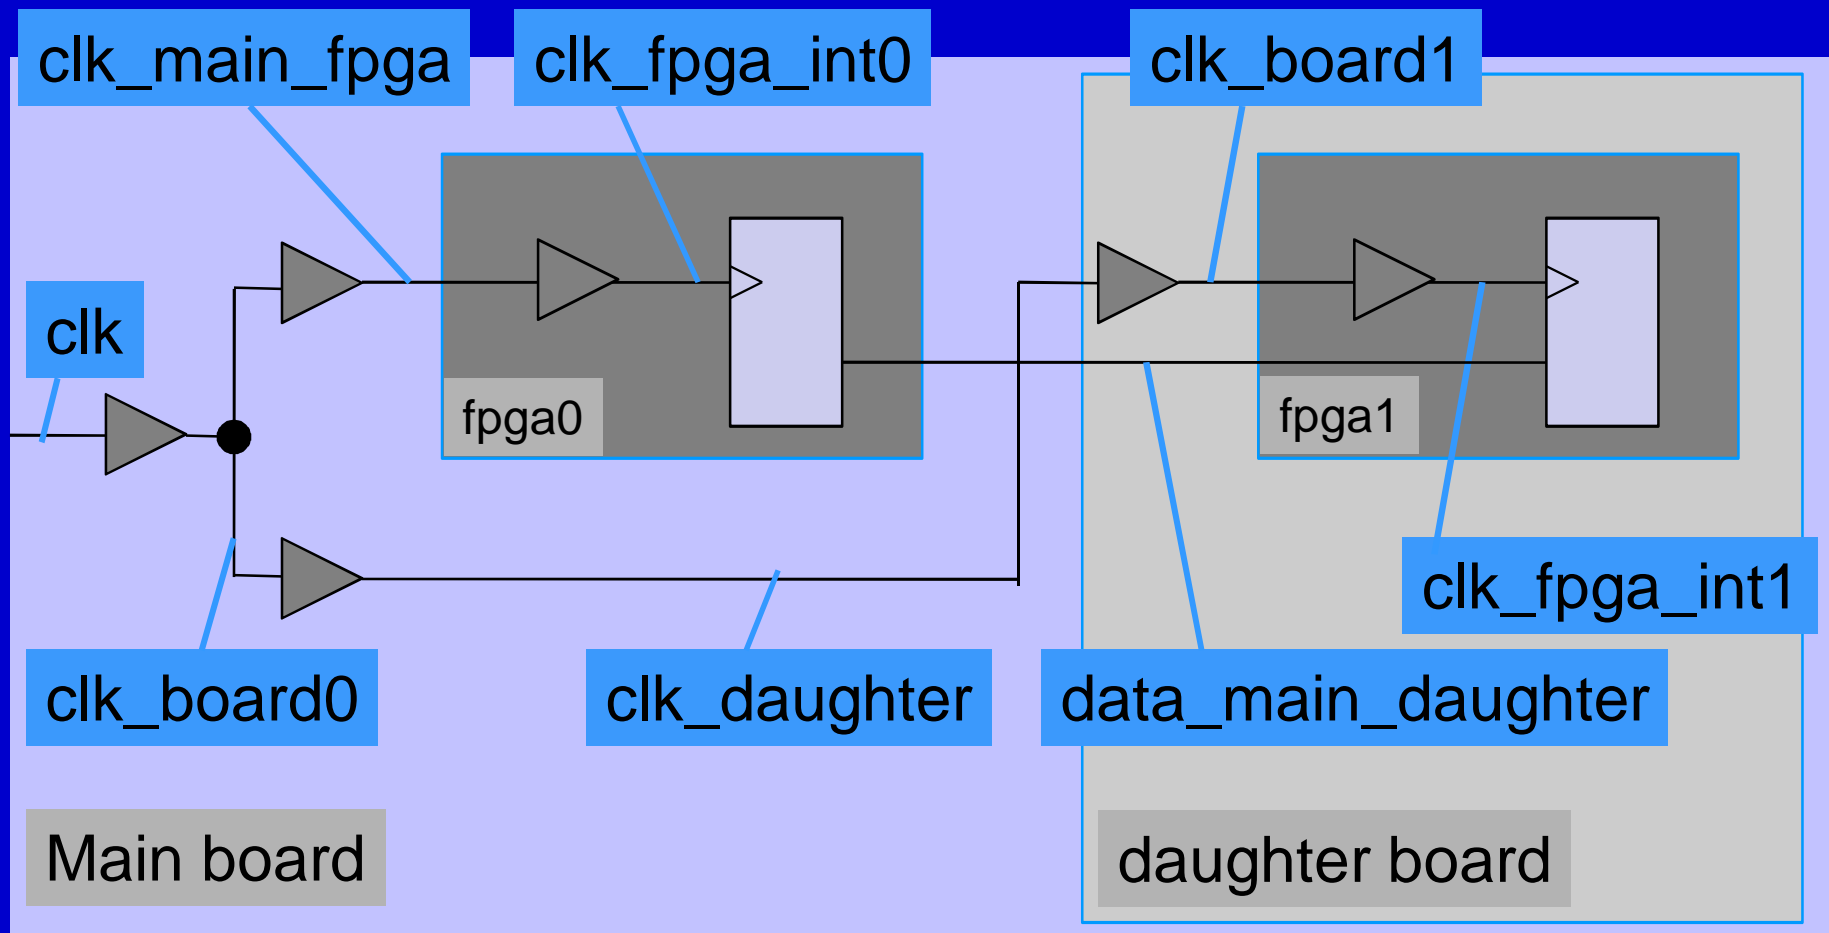 clk_main_fpga
clk_fpga_int0
clk_board1
clk
fpga0
fpga1
clk_fpga_int1
clk_board0
clk_daughter
data_main_daughter
Main board
daughter board